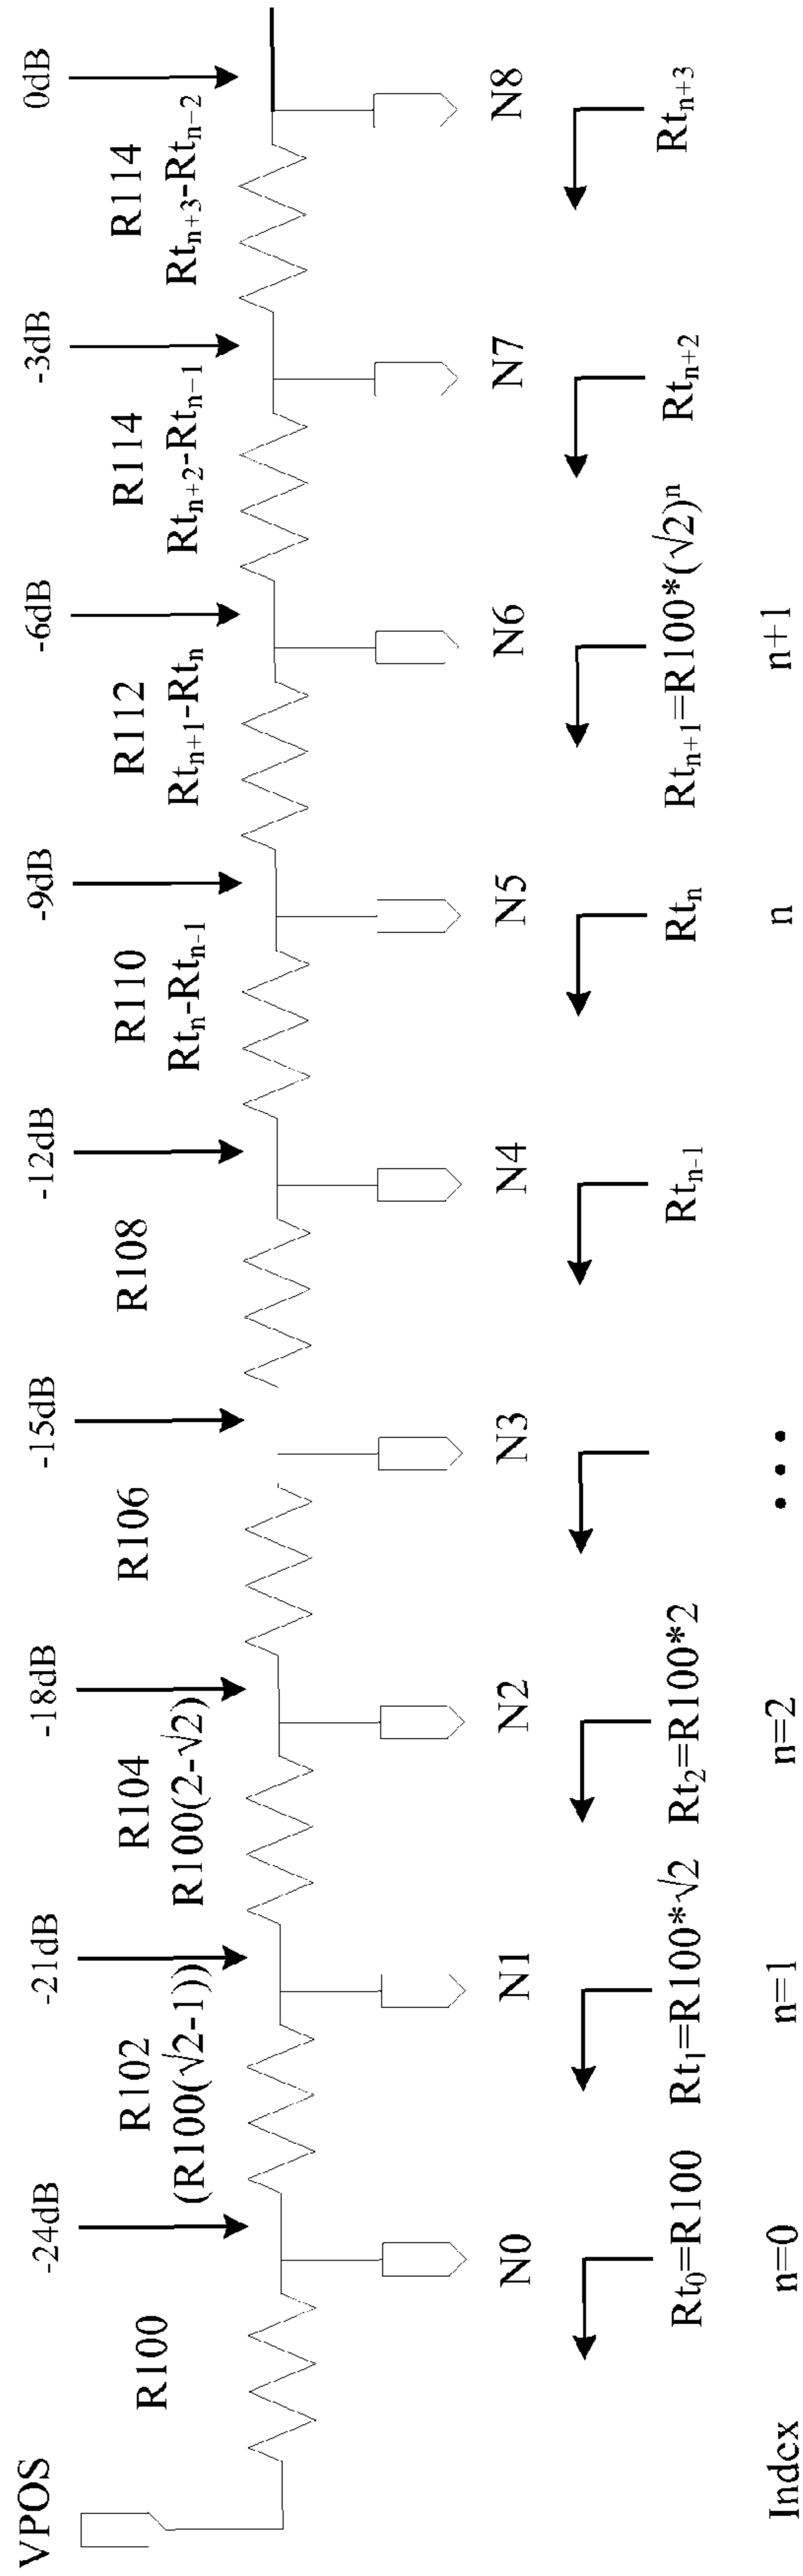 -24dB -21dB -18dB -15dB -12dB -9dB -6dB -3dB 0dB
VPOS
R100 R102 R104 R106 R108 R110 R112 R114 R114
(R100(√2-1)) R100(2-√2) Rtₙ-Rtₙ₋₁ Rtₙ₊₁-Rtₙ Rtₙ₊₂-Rtₙ₋₁ Rtₙ₊₃-Rtₙ₋₂
N0 N1 N2 N3 N4 N5 N6 N7 N8
Rt₀=R100 Rt₁=R100*√2 Rt₂=R100*2 Rtₙ₋₁ Rtₙ Rtₙ₊₁=R100*(√2)ⁿ Rtₙ₊₂ Rtₙ₊₃
Index n=0 n=1 n=2 ••• n n+1